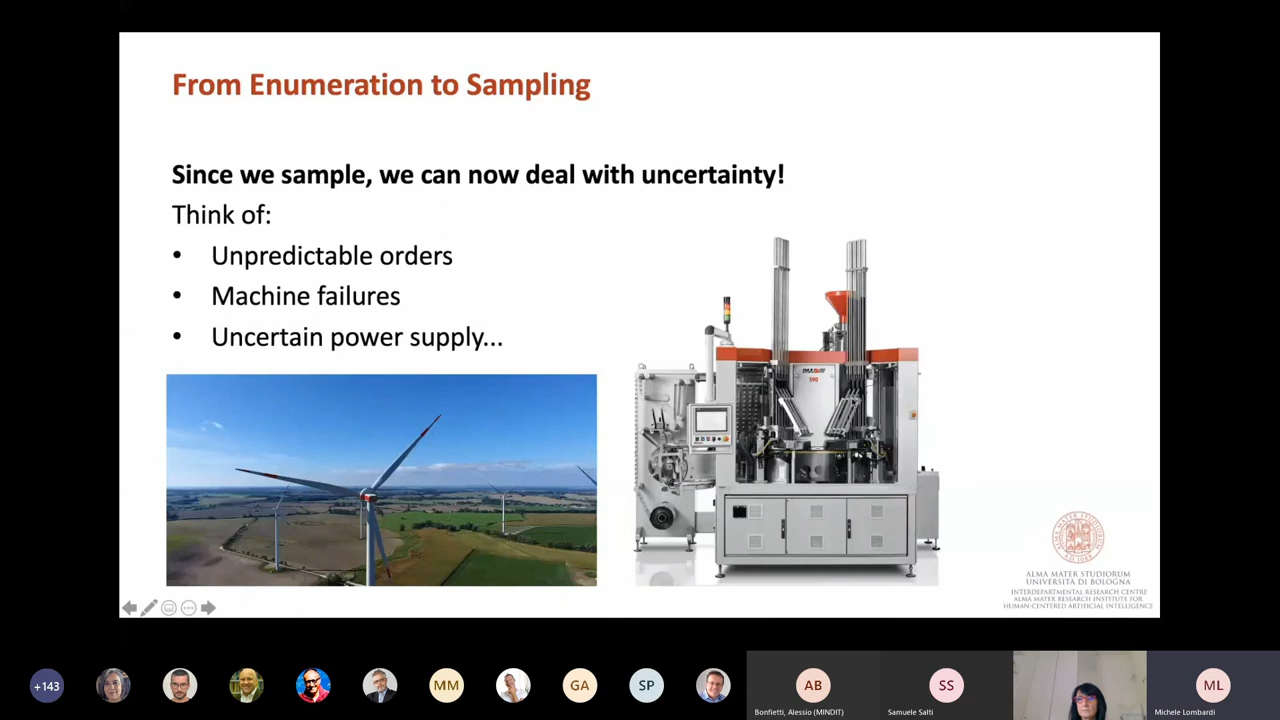 From Enumeration to Sampling
Since we sample, we can now deal with uncertainty!
Think of:
• Unpredictable orders
• Machine failures
• Uncertain power supply...
IMA
590
ALMA MATER STUDIORUM
UNIVERSITÀ DI BOLOGNA
INTERDEPARTMENTAL RESEARCH CENTRE
ALMA MATER RESEARCH INSTITUTE FOR
HUMAN-CENTERED ARTIFICIAL INTELLIGENCE
+143
MM
GA
SP
AB
SS
ML
Bonfietti, Alessio (MINDIT)
Samuele Salti
Michele Lombardi